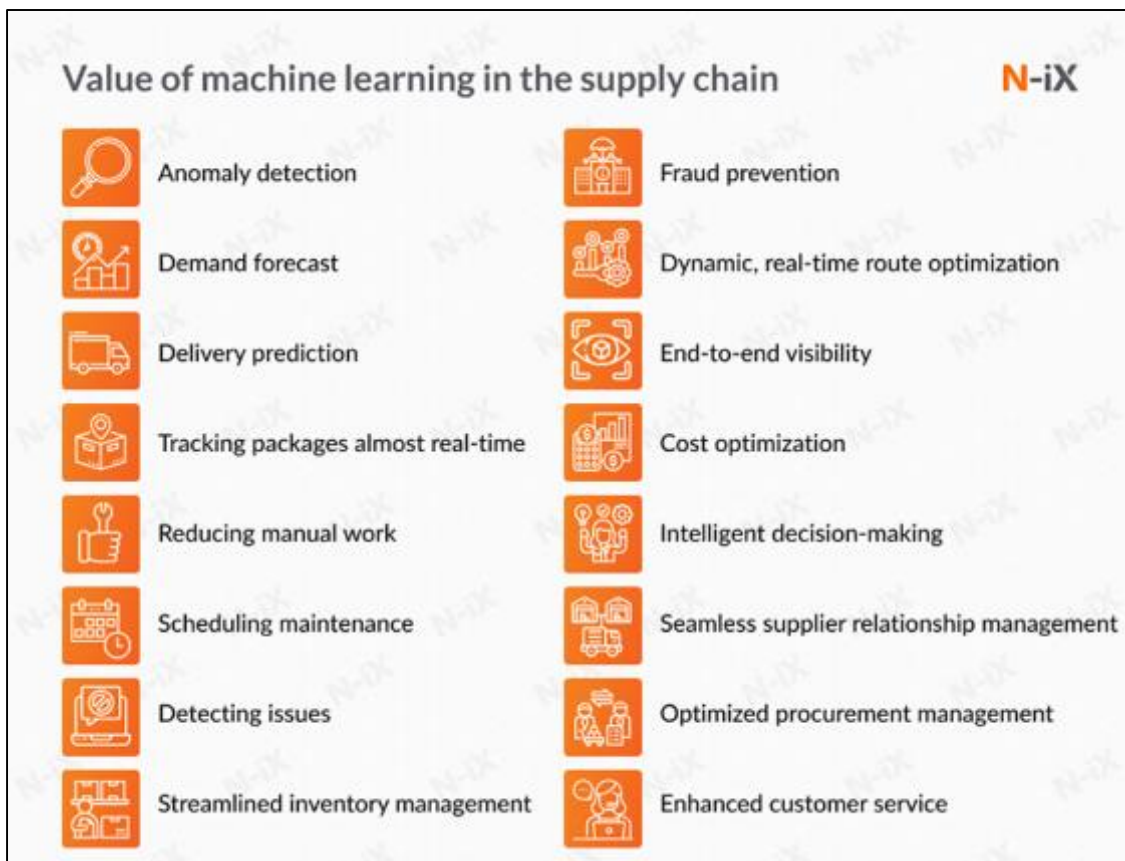 Value of machine learning in the supply chain
N-iX
Anomaly detection
Demand forecast
Delivery prediction
Tracking packages almost real-time
Reducing manual work
Scheduling maintenance
Detecting issues
Streamlined inventory management
Fraud prevention
Dynamic, real-time route optimization
End-to-end visibility
Cost optimization
Intelligent decision-making
Seamless supplier relationship management
Optimized procurement management
Enhanced customer service